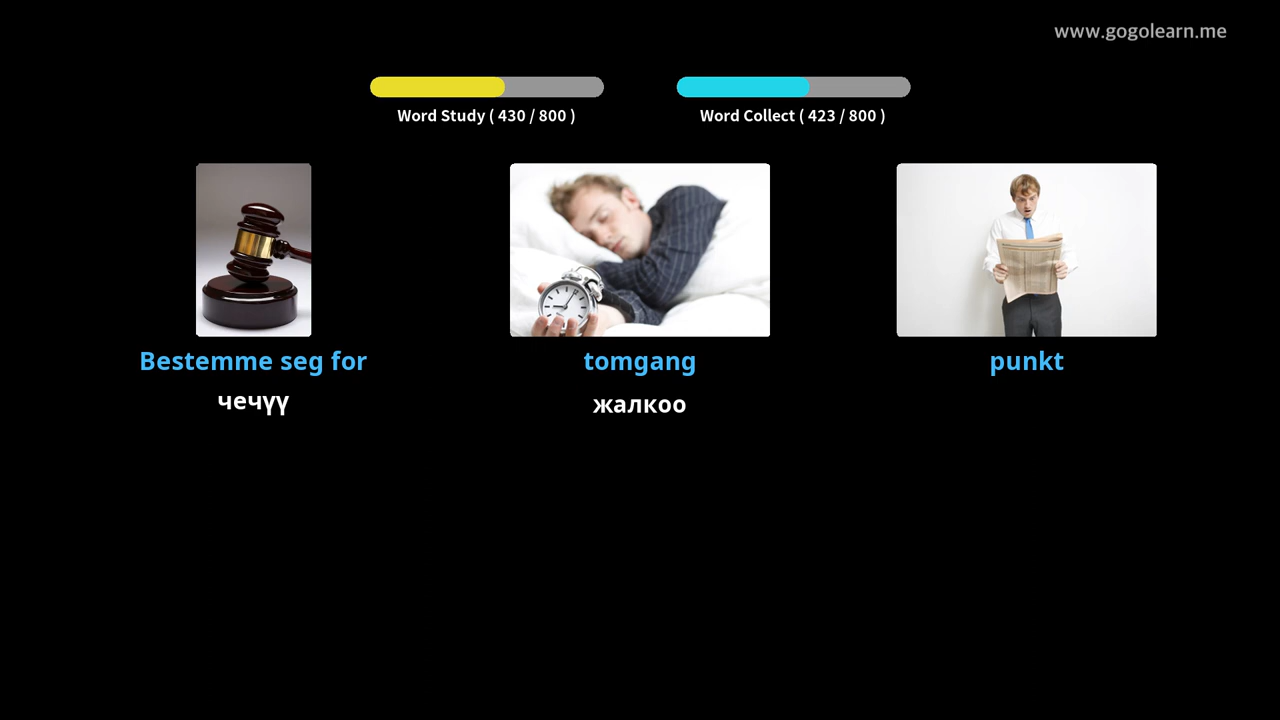 www.gogolearn.me
Word Study ( 430 / 800 )
Word Collect ( 423 / 800 )
Bestemme seg for
tomgang
punkt
чечүү
жалкоо